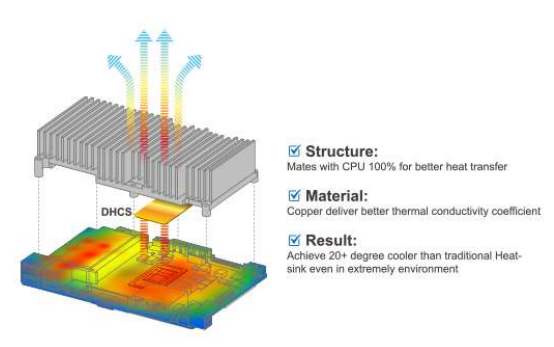 DHCS
Structure:
Mates with CPU 100% for better heat transfer
Material:
Copper deliver better thermal conductivity coefficient
Result:
Achieve 20+ degree cooler than traditional Heat-
sink even in extremely environment